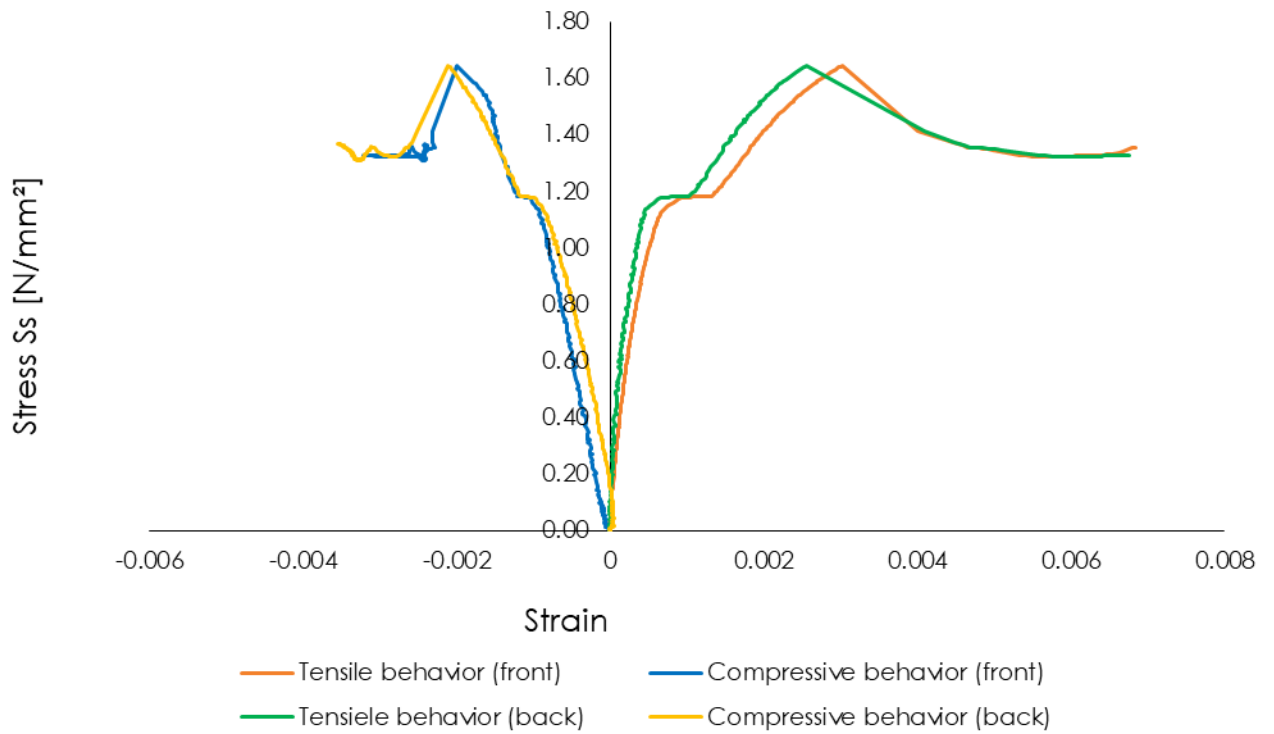 1.80
1.60
1.40
1.20
1.00
0.80
0.60
0.40
0.20
0.00
Stress Ss [N/mm²]
-0.006 -0.004 -0.002 0 0.002 0.004 0.006 0.008
Strain
Tensile behavior (front) Compressive behavior (front)
Tensiele behavior (back) Compressive behavior (back)